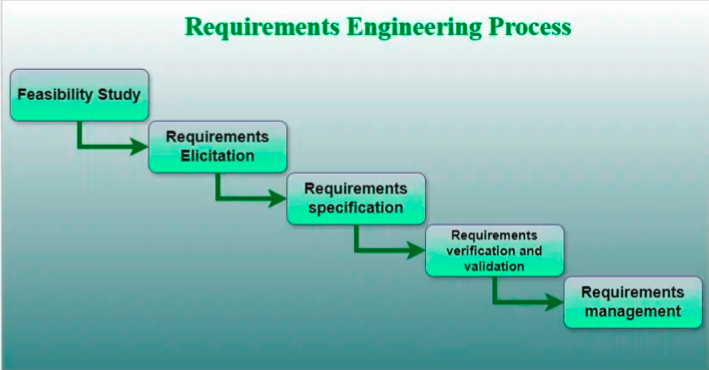 Requirements Engineering Process
Feasibility Study
Requirements
Elicitation
Requirements
specification
Requirements
verification and
validation
Requirements
management